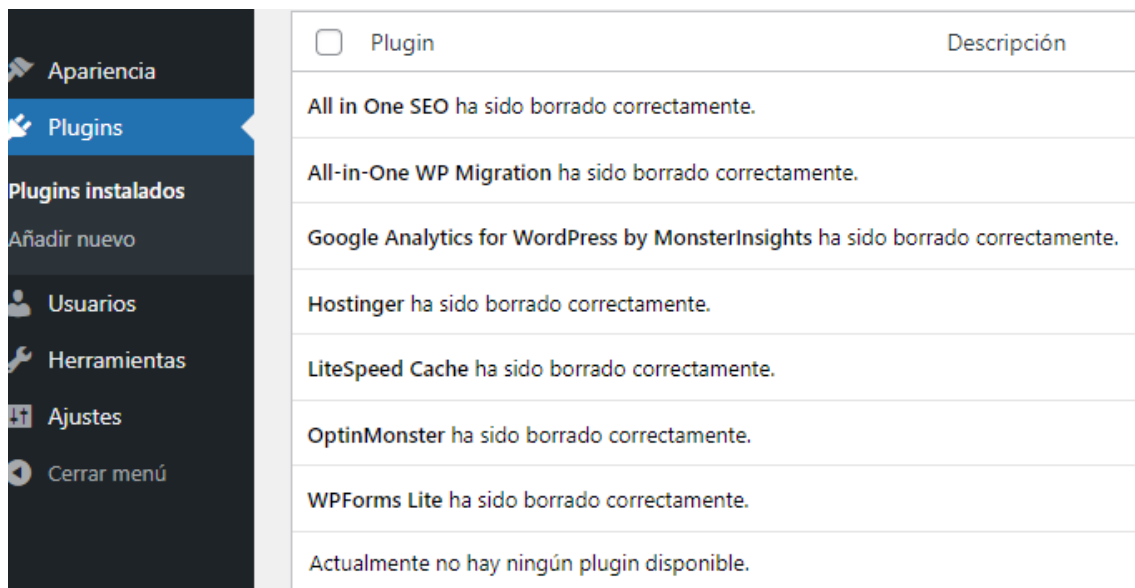 Plugin Descripción
Apariencia
Plugins
Plugins instalados
Añadir nuevo
Usuarios
Herramientas
Ajustes
Cerrar menú
All in One SEO ha sido borrado correctamente.
All-in-One WP Migration ha sido borrado correctamente.
Google Analytics for WordPress by MonsterInsights ha sido borrado correctamente.
Hostinger ha sido borrado correctamente.
LiteSpeed Cache ha sido borrado correctamente.
OptinMonster ha sido borrado correctamente.
WPForms Lite ha sido borrado correctamente.
Actualmente no hay ningún plugin disponible.